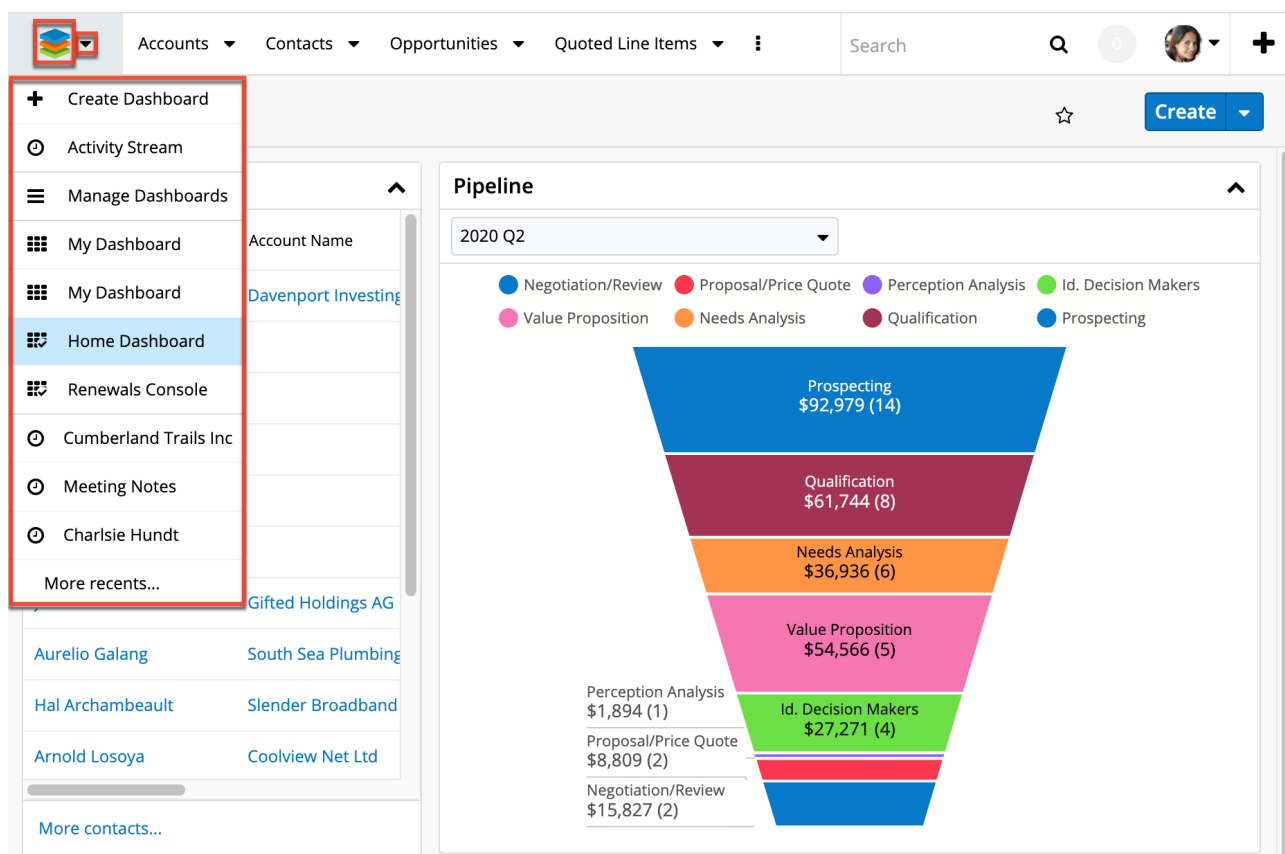 Accounts Contacts Opportunities Quoted Line Items Search 0
Create Dashboard
Activity Stream
Manage Dashboards
My Dashboard
My Dashboard
Home Dashboard
Renewals Console
Cumberland Trails Inc
Meeting Notes
Charlsie Hundt
More recents...
Create
Account Name
Davenport Investing
Gifted Holdings AG
Aurelio Galang South Sea Plumbing
Hal Archambeault Slender Broadband
Arnold Losoya Coolview Net Ltd
More contacts...
Pipeline
2020 Q2
Negotiation/Review Proposal/Price Quote Perception Analysis Id. Decision Makers
Value Proposition Needs Analysis Qualification Prospecting
Prospecting
$92,979 (14)
Qualification
$61,744 (8)
Needs Analysis
$36,936 (6)
Value Proposition
$54,566 (5)
Id. Decision Makers
$27,271 (4)
Perception Analysis
$1,894 (1)
Proposal/Price Quote
$8,809 (2)
Negotiation/Review
$15,827 (2)